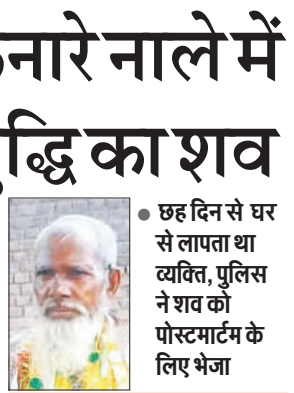 नारे नाले में
का शव
• छह दिन से घर
से लापता था
व्यक्ति, पुलिस
ने शव को
पोस्टमार्टम के
लिए भेजा